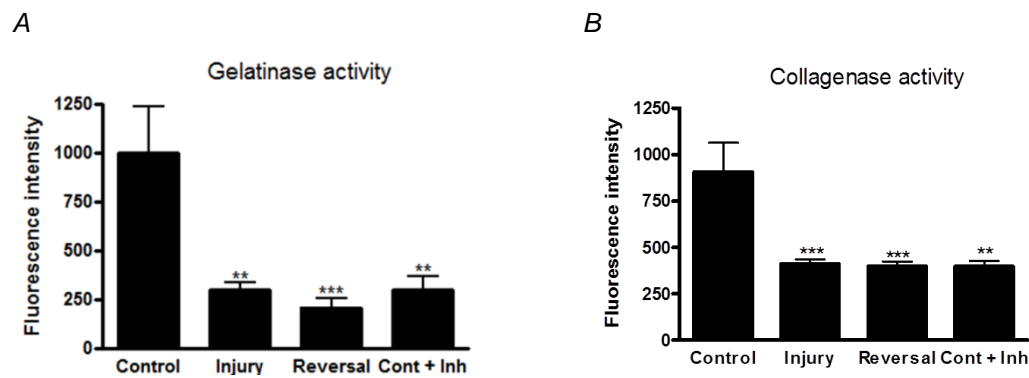 A
Gelatinase activity
Fluorescence intensity
1250
1000
750
500
250
0
**
***
**
Control Injury Reversal Cont + Inh
B
Collagenase activity
Fluorescence intensity
1250
1000
750
500
250
0
***
***
**
Control Injury Reversal Cont + Inh